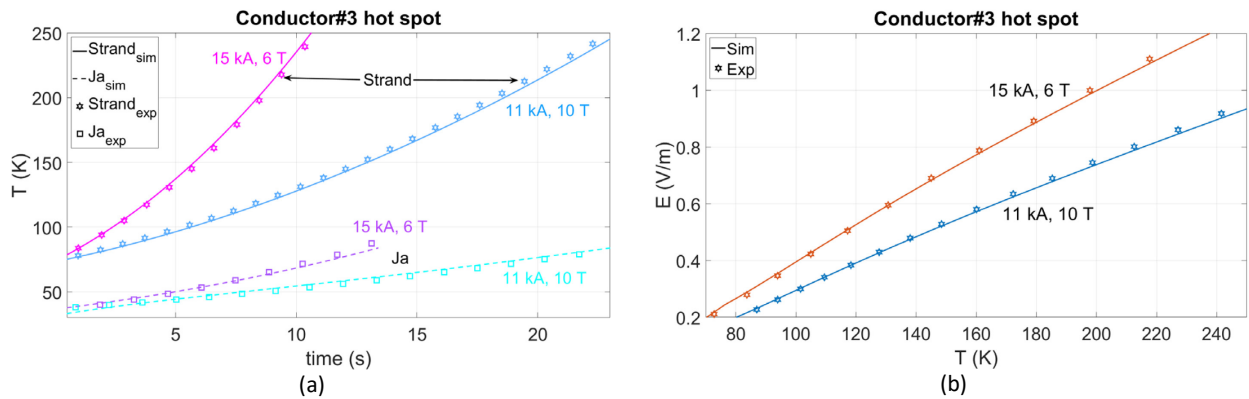 Conductor#3 hot spot
T (K)
250
200
150
100
50
Strand_sim
Ja_sim
Strand_exp
Ja_exp
15 kA, 6 T
Strand
11 kA, 10 T
15 kA, 6 T
Ja
11 kA, 10 T
5 10 15 20
time (s)
(a)
Conductor#3 hot spot
E (V/m)
1.2
1
0.8
0.6
0.4
0.2
Sim
Exp
15 kA, 6 T
11 kA, 10 T
80 100 120 140 160 180 200 220 240
T (K)
(b)